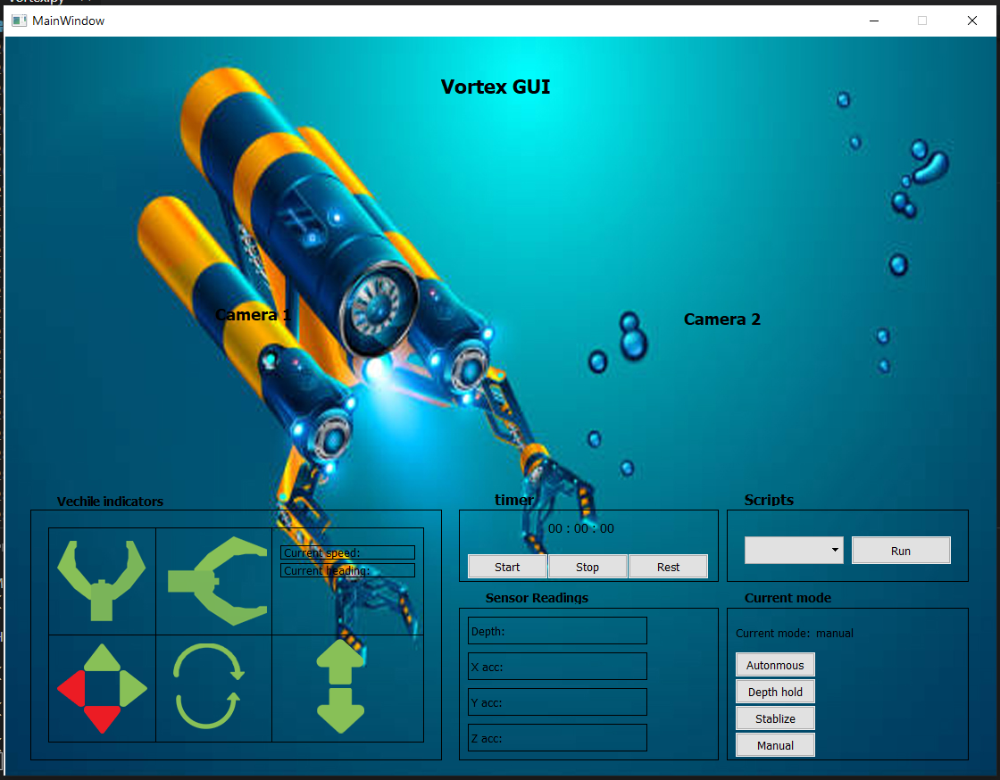 MainWindow
Vortex GUI
Camera 1
Camera 2
Vechile indicators
Current speed:
Current heading:
timer
00 : 00 : 00
Start
Stop
Rest
Scripts
Run
Sensor Readings
Depth:
X acc:
Y acc:
Z acc:
Current mode
Current mode: manual
Autonmous
Depth hold
Stablize
Manual